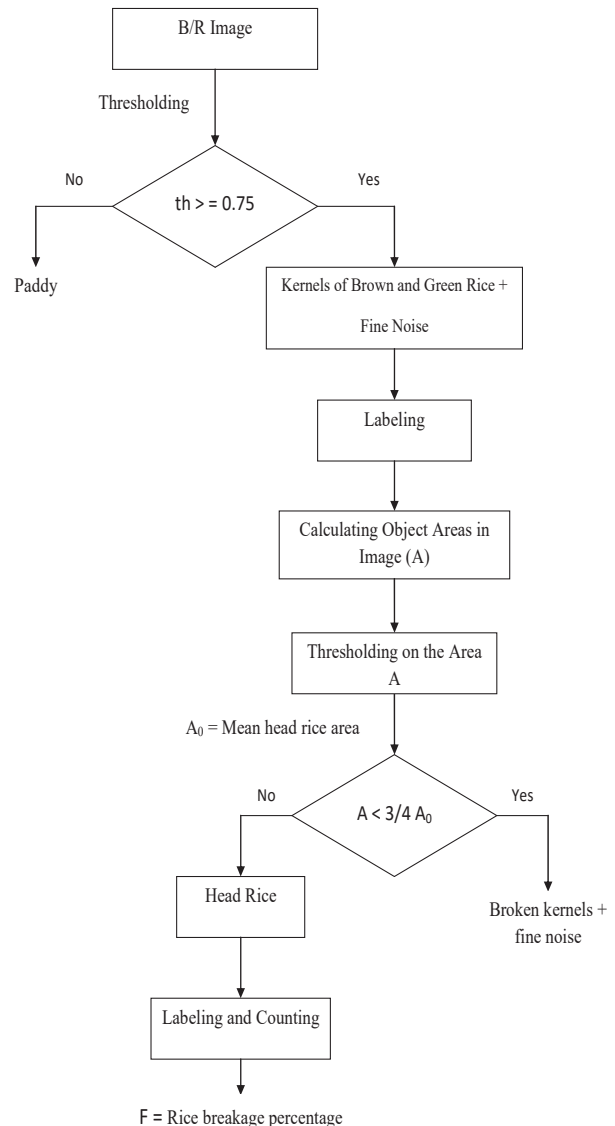 B/R Image
Thresholding
No
Yes
th > = 0.75
Paddy
Kernels of Brown and Green Rice +
Fine Noise
Labeling
Calculating Object Areas in
Image (A)
Thresholding on the Area
A
A₀ = Mean head rice area
No
Yes
A < 3/4 A₀
Head Rice
Broken kernels +
fine noise
Labeling and Counting
F = Rice breakage percentage